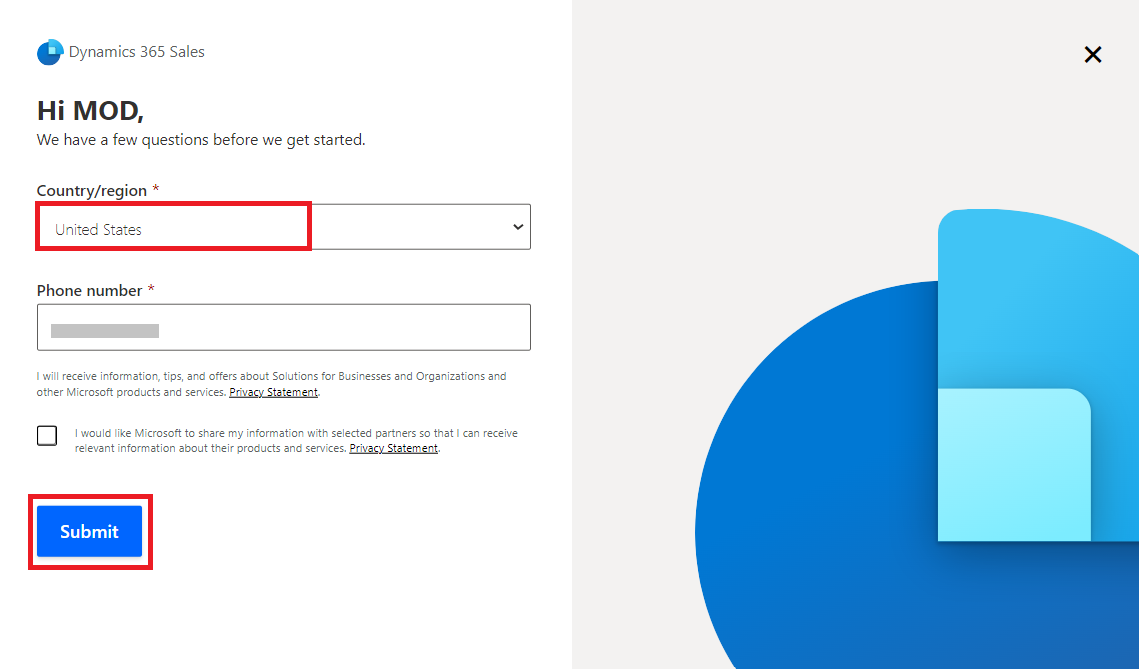 Dynamics 365 Sales
Hi MOD,
We have a few questions before we get started.
Country/region *
United States
Phone number *
I will receive information, tips, and offers about Solutions for Businesses and Organizations and
other Microsoft products and services. Privacy Statement.
I would like Microsoft to share my information with selected partners so that I can receive
relevant information about their products and services. Privacy Statement.
Submit